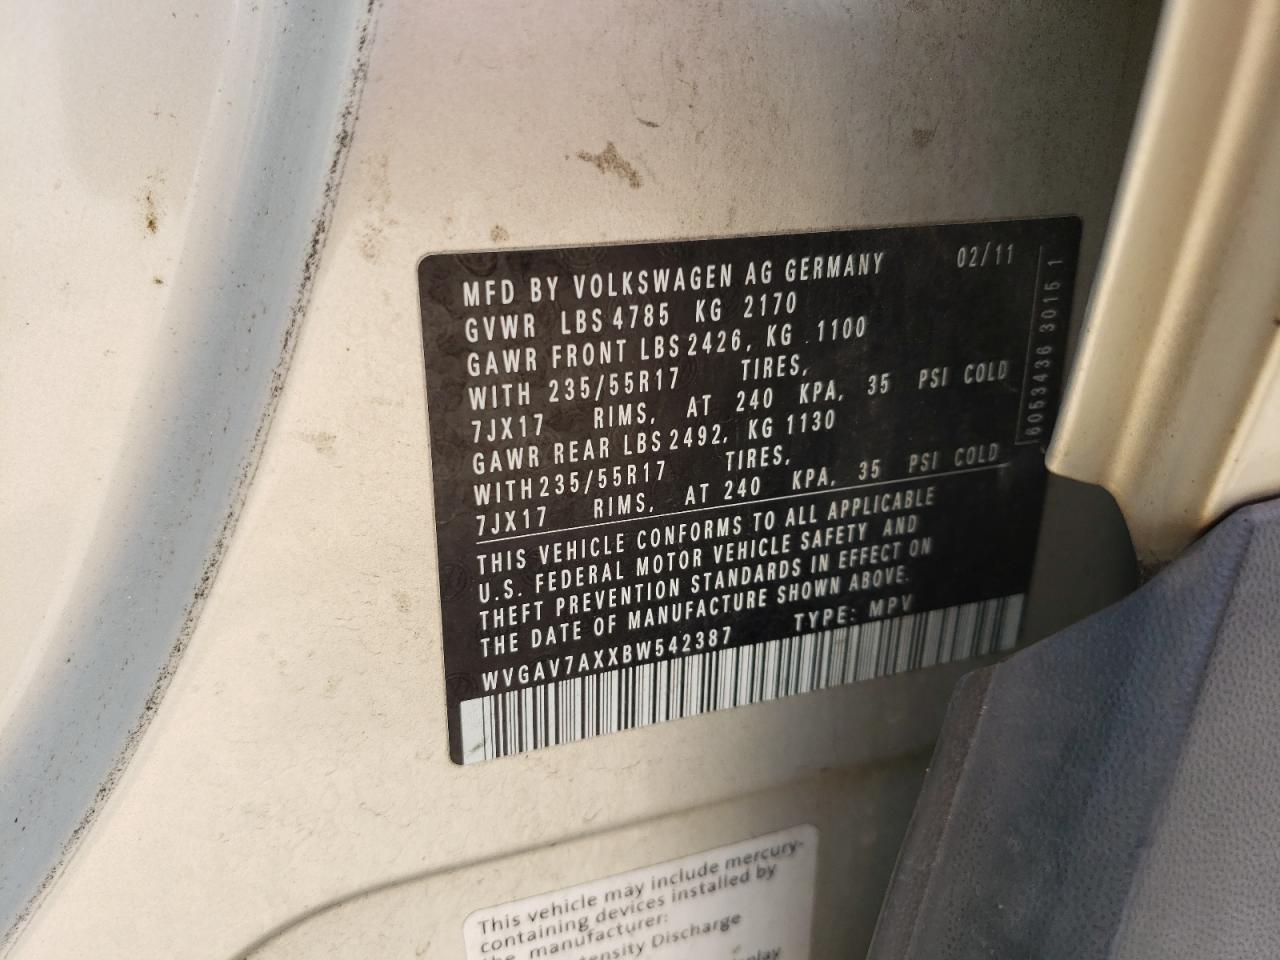 MFD BY VOLKSWAGEN AG GERMANY 02/11
GVWR LBS 4785 KG 2170
GAWR FRONT LBS 2426, KG 1100
WITH 235/55R17 TIRES,
7JX17 RIMS, AT 240 KPA, 35 PSI COLD
GAWR REAR LBS 2492, KG 1130
WITH 235/55R17 TIRES,
7JX17 RIMS, AT 240 KPA, 35 PSI COLD
THIS VEHICLE CONFORMS TO ALL APPLICABLE
U.S. FEDERAL MOTOR VEHICLE SAFETY AND
THEFT PREVENTION STANDARDS IN EFFECT ON
THE DATE OF MANUFACTURE SHOWN ABOVE.
WVGAV7AXXBW542387 TYPE: MPV
6053436 3015 1
This vehicle may include mercury-
containing devices installed by
the manufacturer:
Discharge